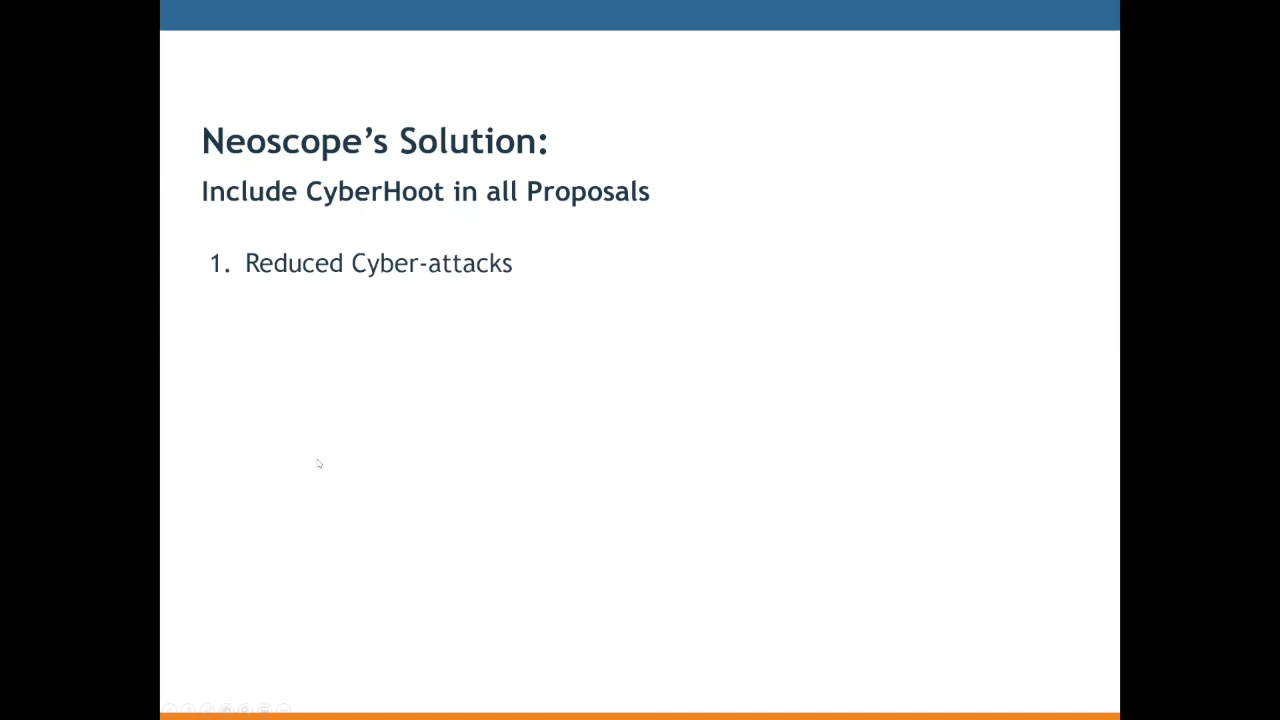 Neoscope’s Solution:
Include CyberHoot in all Proposals
1. Reduced Cyber-attacks